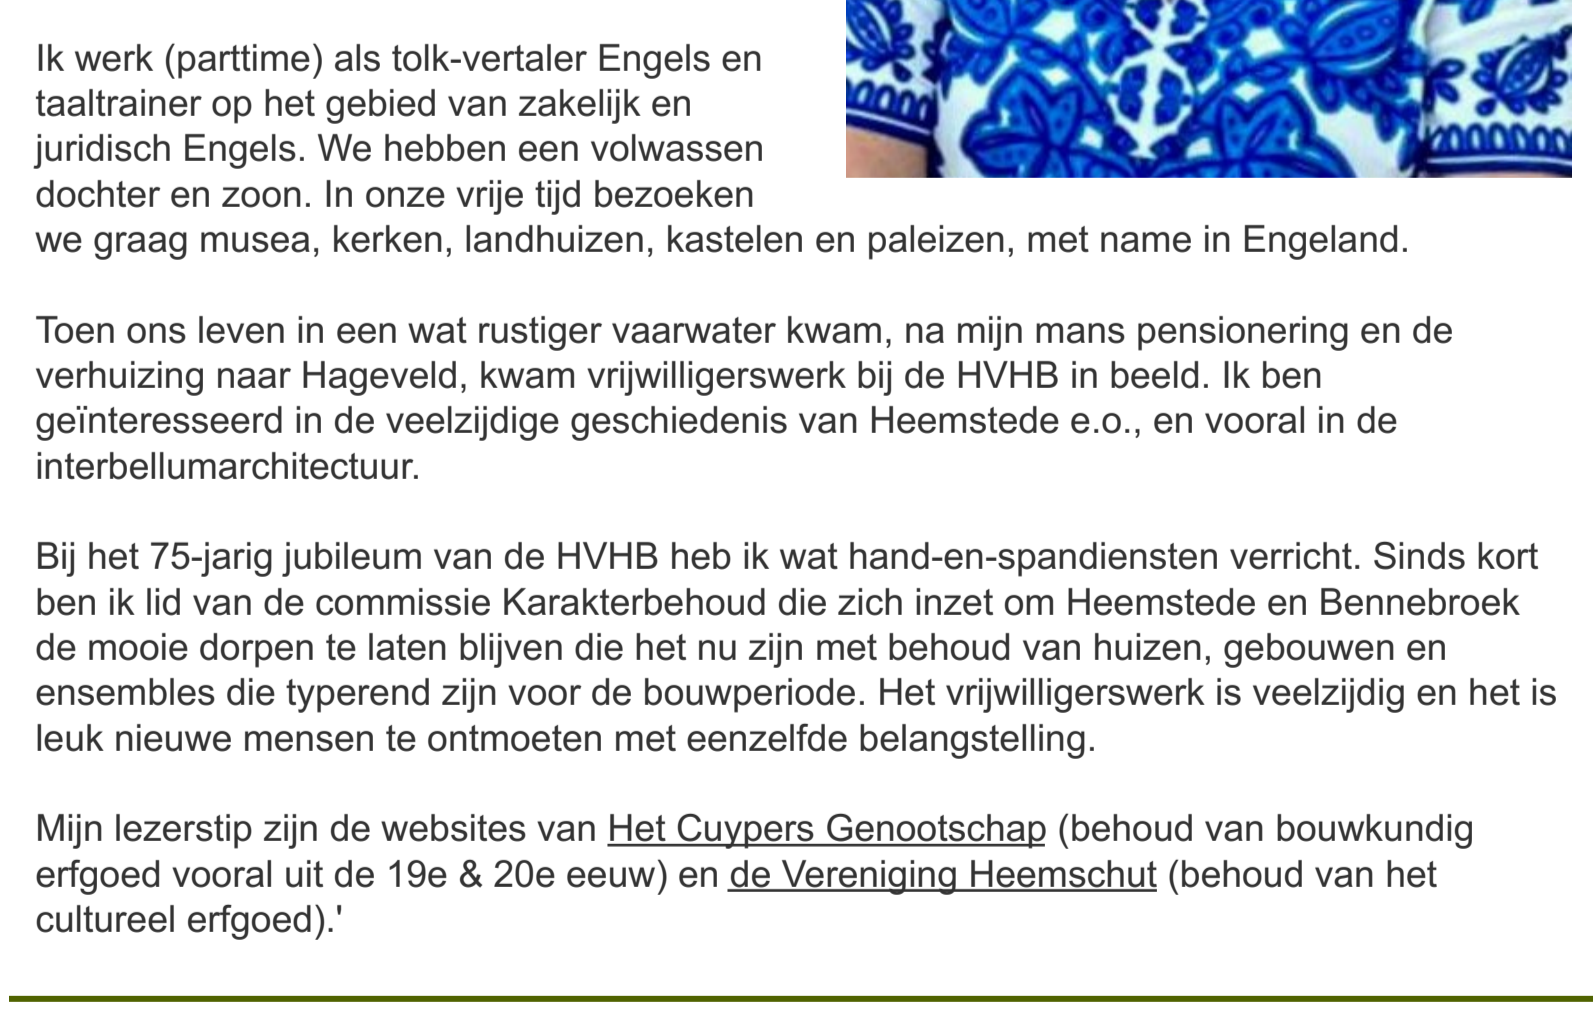 Ik werk (parttime) als tolk-vertaler Engels en
taaltrainer op het gebied van zakelijk en
juridisch Engels. We hebben een volwassen
dochter en zoon. In onze vrije tijd bezoeken
we graag musea, kerken, landhuizen, kastelen en paleizen, met name in Engeland.
Toen ons leven in een wat rustiger vaarwater kwam, na mijn mans pensionering en de
verhuizing naar Hageveld, kwam vrijwilligerswerk bij de HVHB in beeld. Ik ben
geïnteresseerd in de veelzijdige geschiedenis van Heemstede e.o., en vooral in de
interbellumarchitectuur.
Bij het 75-jarig jubileum van de HVHB heb ik wat hand-en-spandiensten verricht. Sinds kort
ben ik lid van de commissie Karakterbehoud die zich inzet om Heemstede en Bennebroek
de mooie dorpen te laten blijven die het nu zijn met behoud van huizen, gebouwen en
ensembles die typerend zijn voor de bouwperiode. Het vrijwilligerswerk is veelzijdig en het is
leuk nieuwe mensen te ontmoeten met eenzelfde belangstelling.
Mijn lezerstip zijn de websites van Het Cuypers Genootschap (behoud van bouwkundig
erfgoed vooral uit de 19e & 20e eeuw) en de Vereniging Heemschut (behoud van het
cultureel erfgoed).'